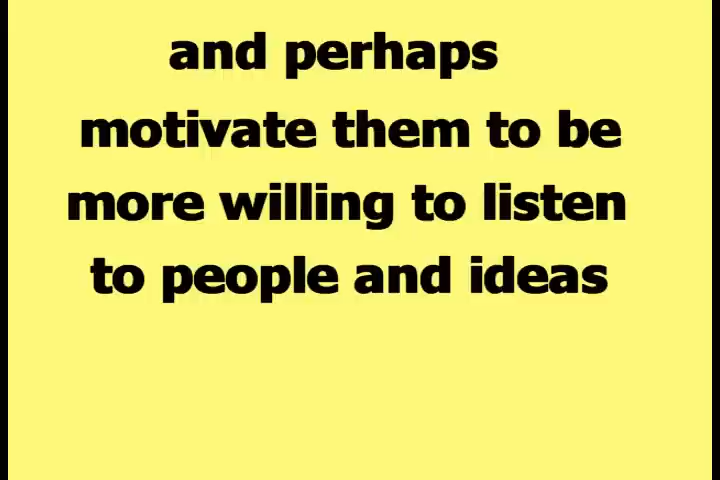 and perhaps
motivate them to be
more willing to listen
to people and ideas